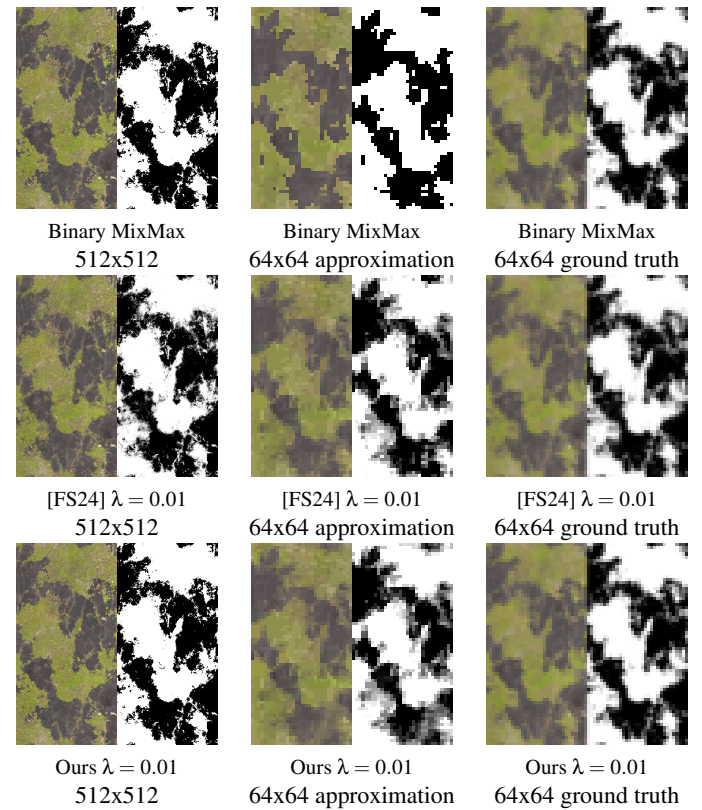 Binary MixMax
512x512
Binary MixMax
64x64 approximation
Binary MixMax
64x64 ground truth
[FS24] λ = 0.01
512x512
[FS24] λ = 0.01
64x64 approximation
[FS24] λ = 0.01
64x64 ground truth
Ours λ = 0.01
512x512
Ours λ = 0.01
64x64 approximation
Ours λ = 0.01
64x64 ground truth